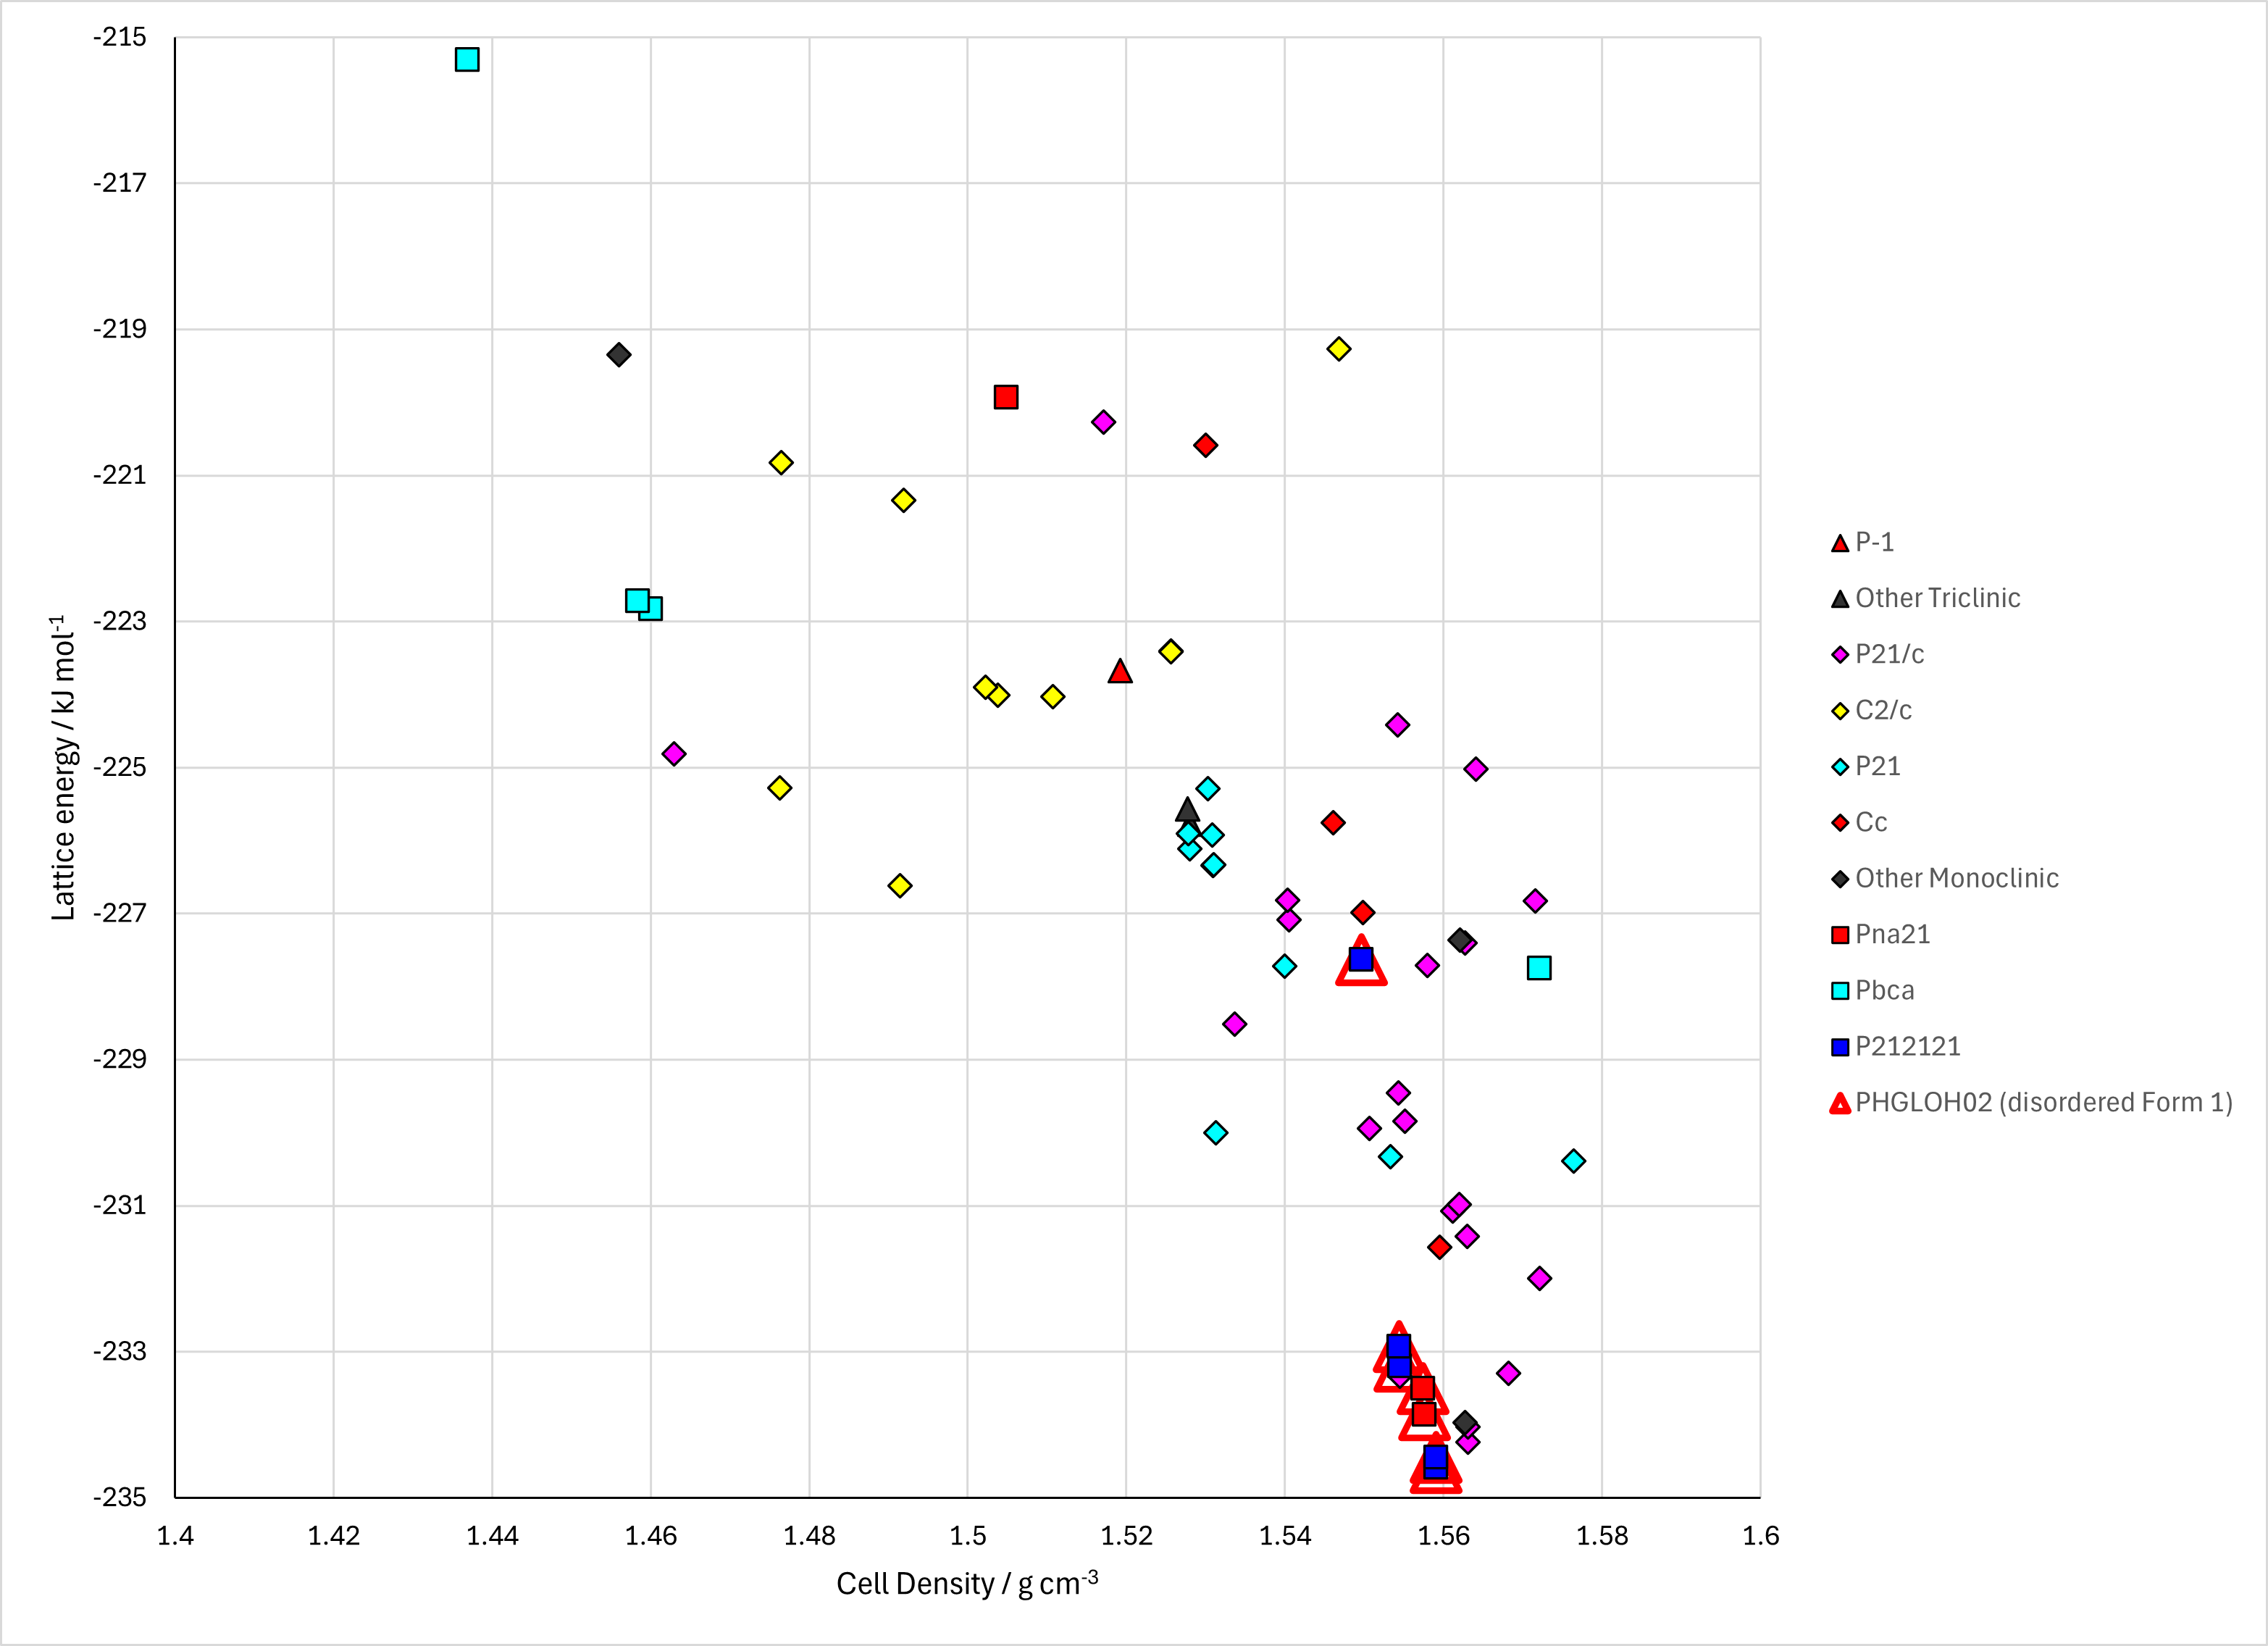 -215
-217
-219
-221
-223
-225
-227
-229
-231
-233
-235
Lattice energy / kJ mol-1
1.4 1.42 1.44 1.46 1.48 1.5 1.52 1.54 1.56 1.58 1.6
Cell Density / g cm-3
P-1
Other Triclinic
P21/c
C2/c
P21
Cc
Other Monoclinic
Pna21
Pbca
P212121
PHGLOH02 (disordered Form 1)